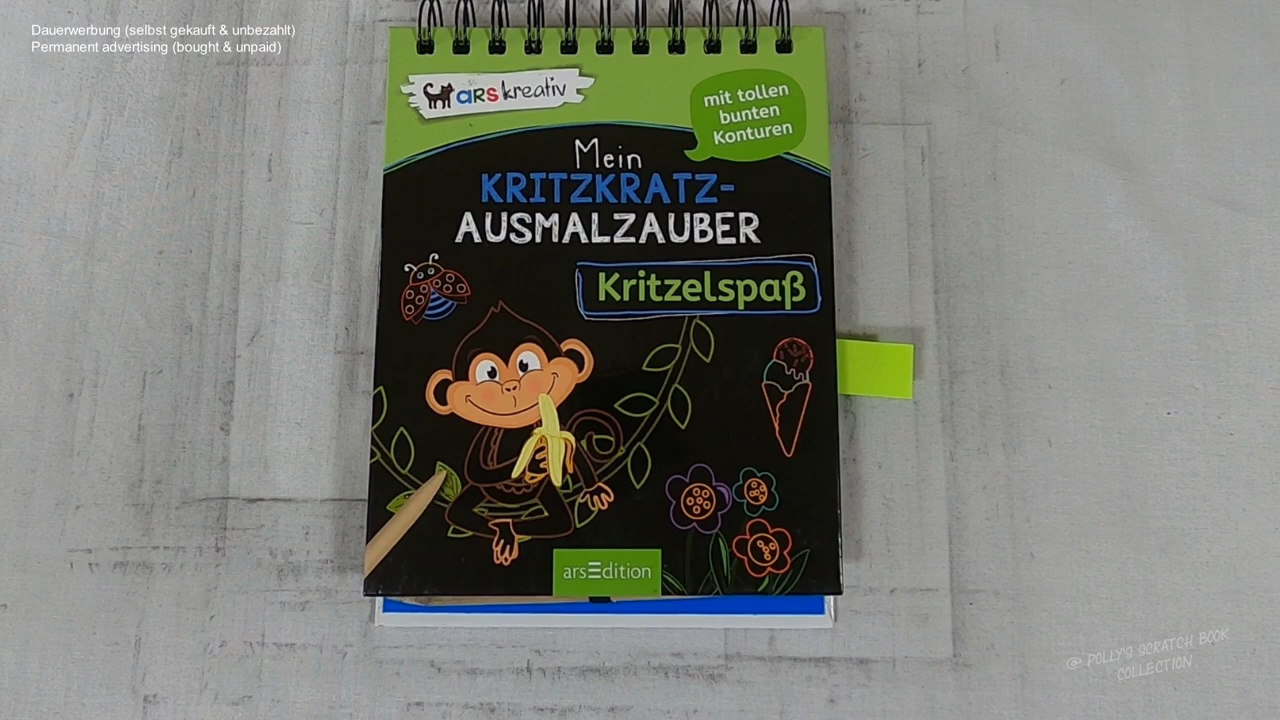 Dauerwerbung (selbst gekauft & unbezahlt)
Permanent advertising (bought & unpaid)
aRS kreativ
mit tollen
bunten
Konturen
Mein
KRITZKRATZ-
AUSMALZAUBER
Kritzelspaß
arsEdition
@ POLLY'S SCRATCH BOOK
COLLECTION